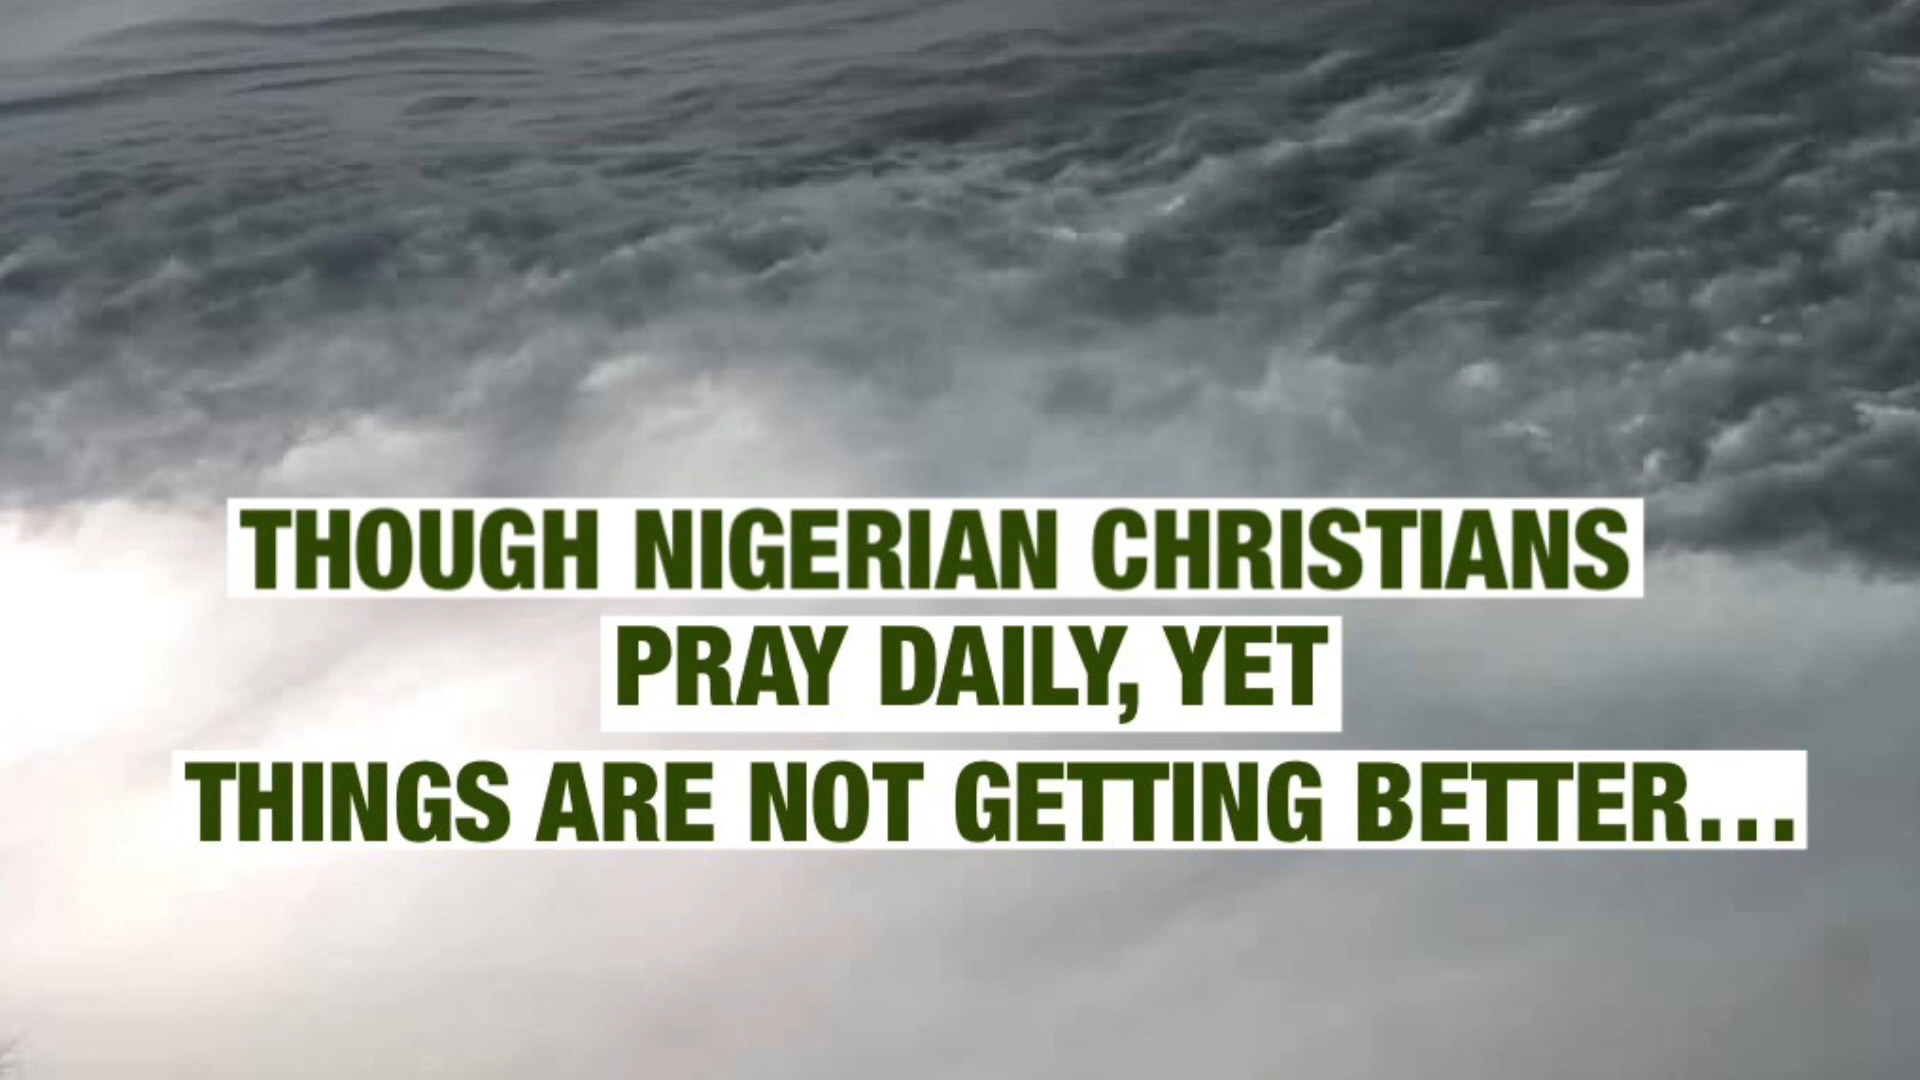 THOUGH NIGERIAN CHRISTIANS
PRAY DAILY, YET
THINGS ARE NOT GETTING BETTER...